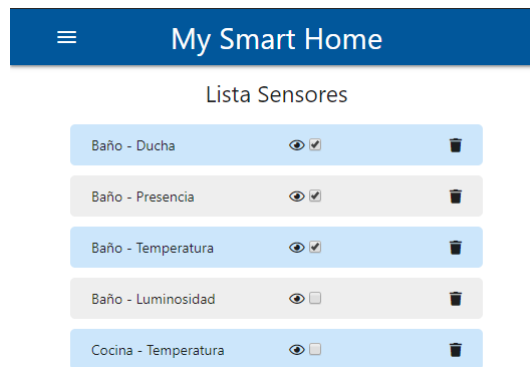 My Smart Home
Lista Sensores
Baño - Ducha
Baño - Presencia
Baño - Temperatura
Baño - Luminosidad
Cocina - Temperatura